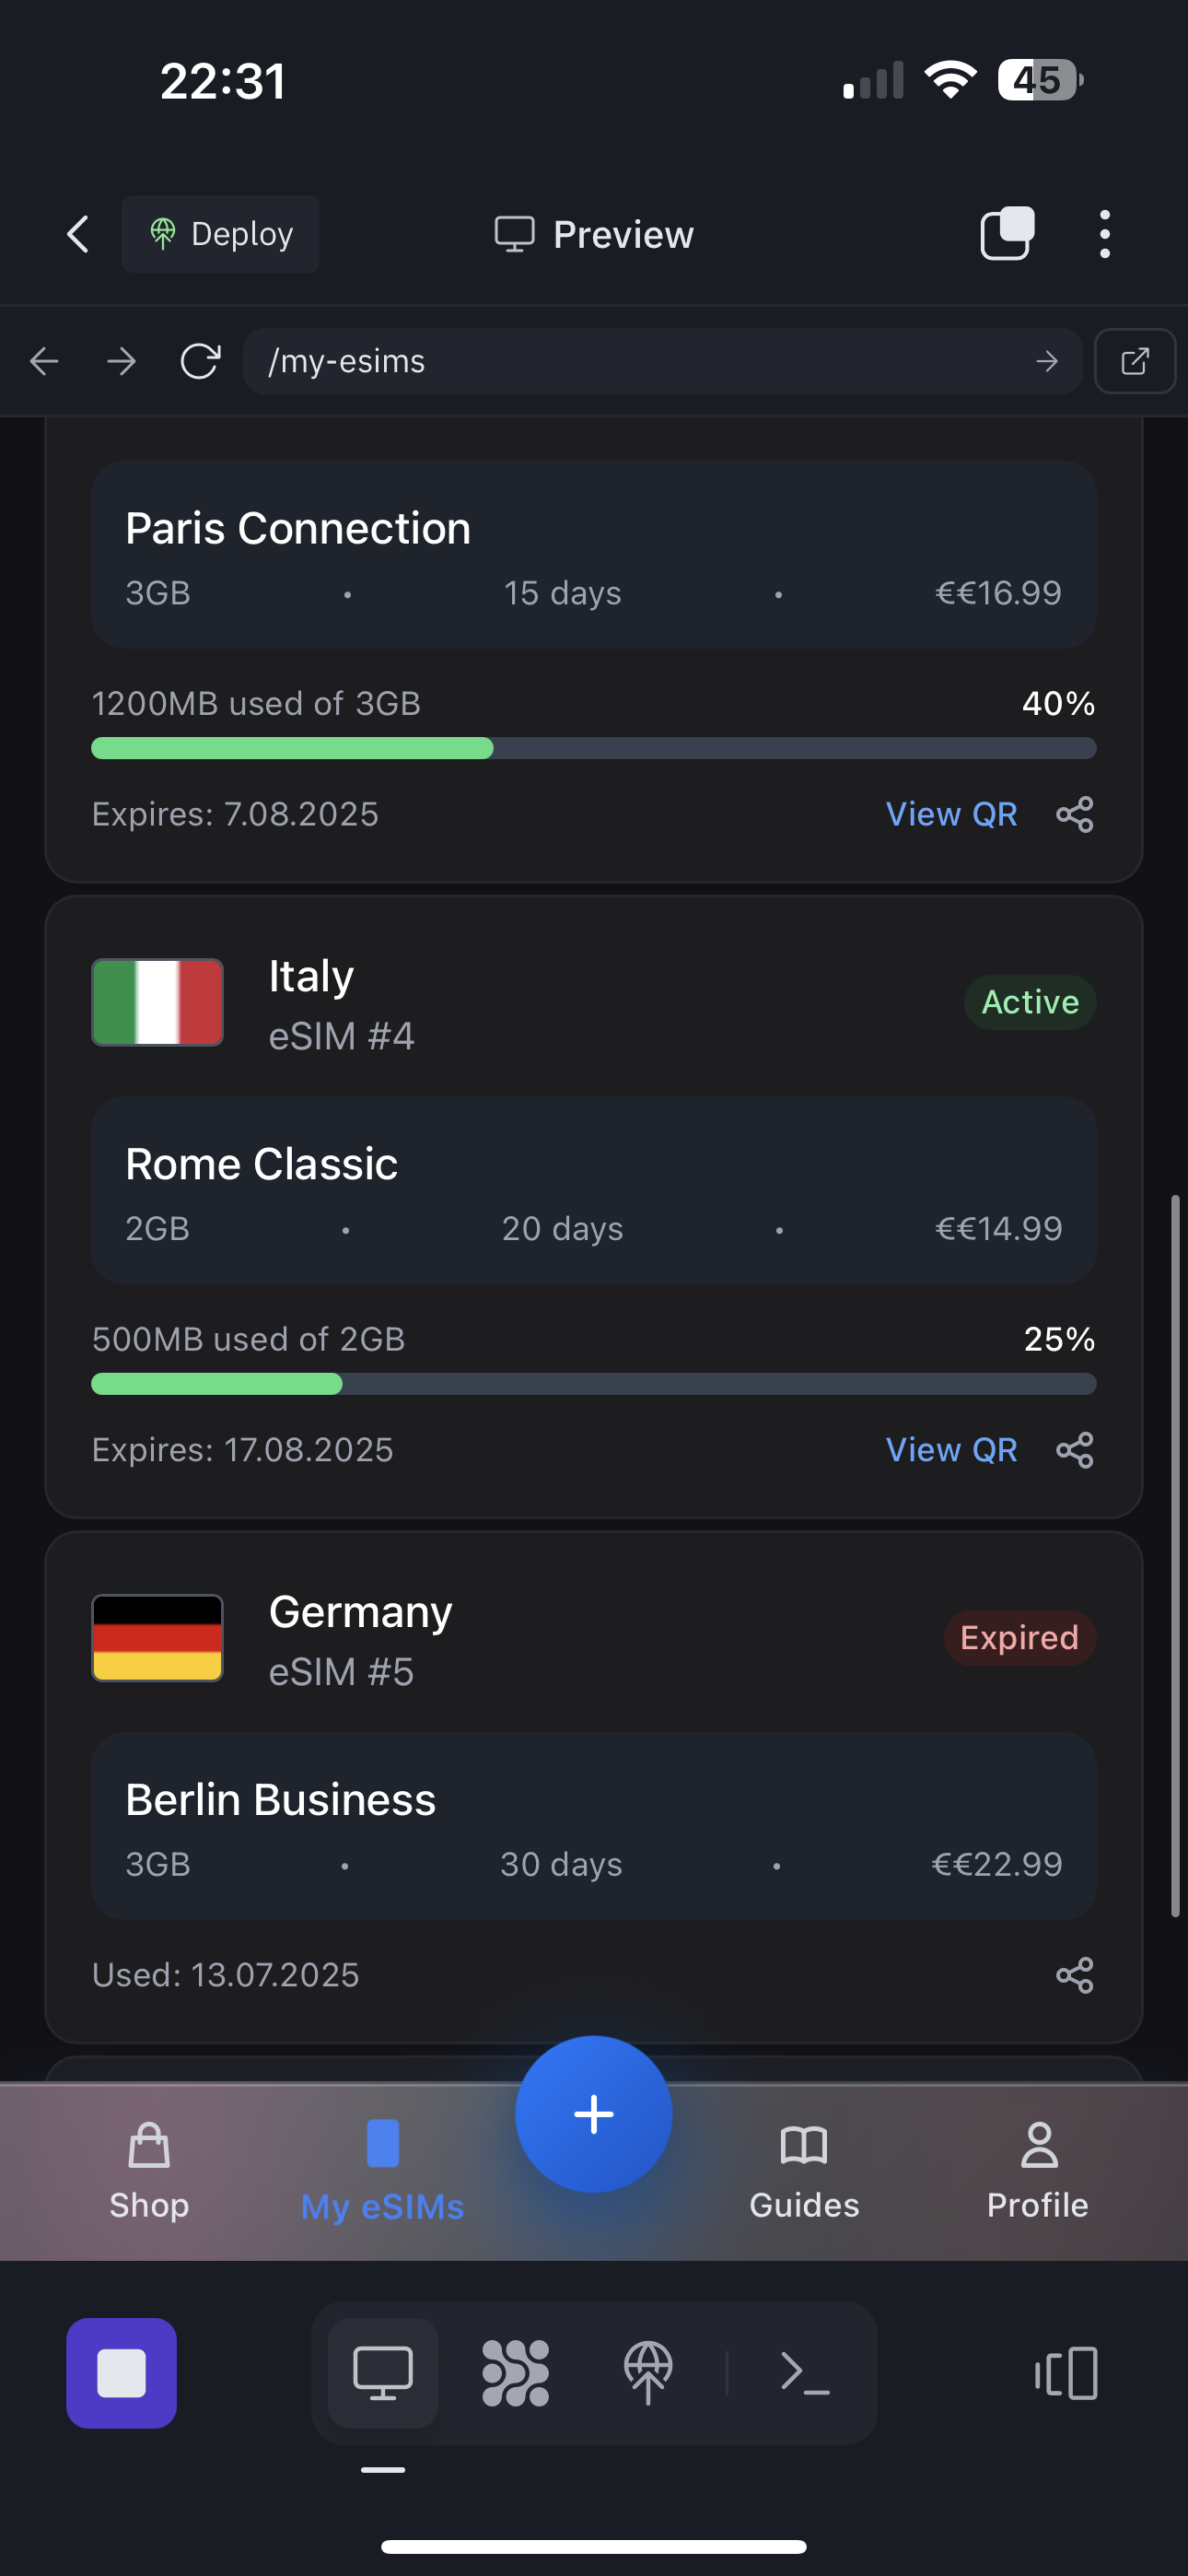 22:31
45
Deploy
Preview
/my-esims
Paris Connection
3GB · 15 days · €€16.99
1200MB used of 3GB 40%
Expires: 7.08.2025 View QR
Italy
eSIM #4
Active
Rome Classic
2GB · 20 days · €€14.99
500MB used of 2GB 25%
Expires: 17.08.2025 View QR
Germany
eSIM #5
Expired
Berlin Business
3GB · 30 days · €€22.99
Used: 13.07.2025
Shop My eSIMs Guides Profile